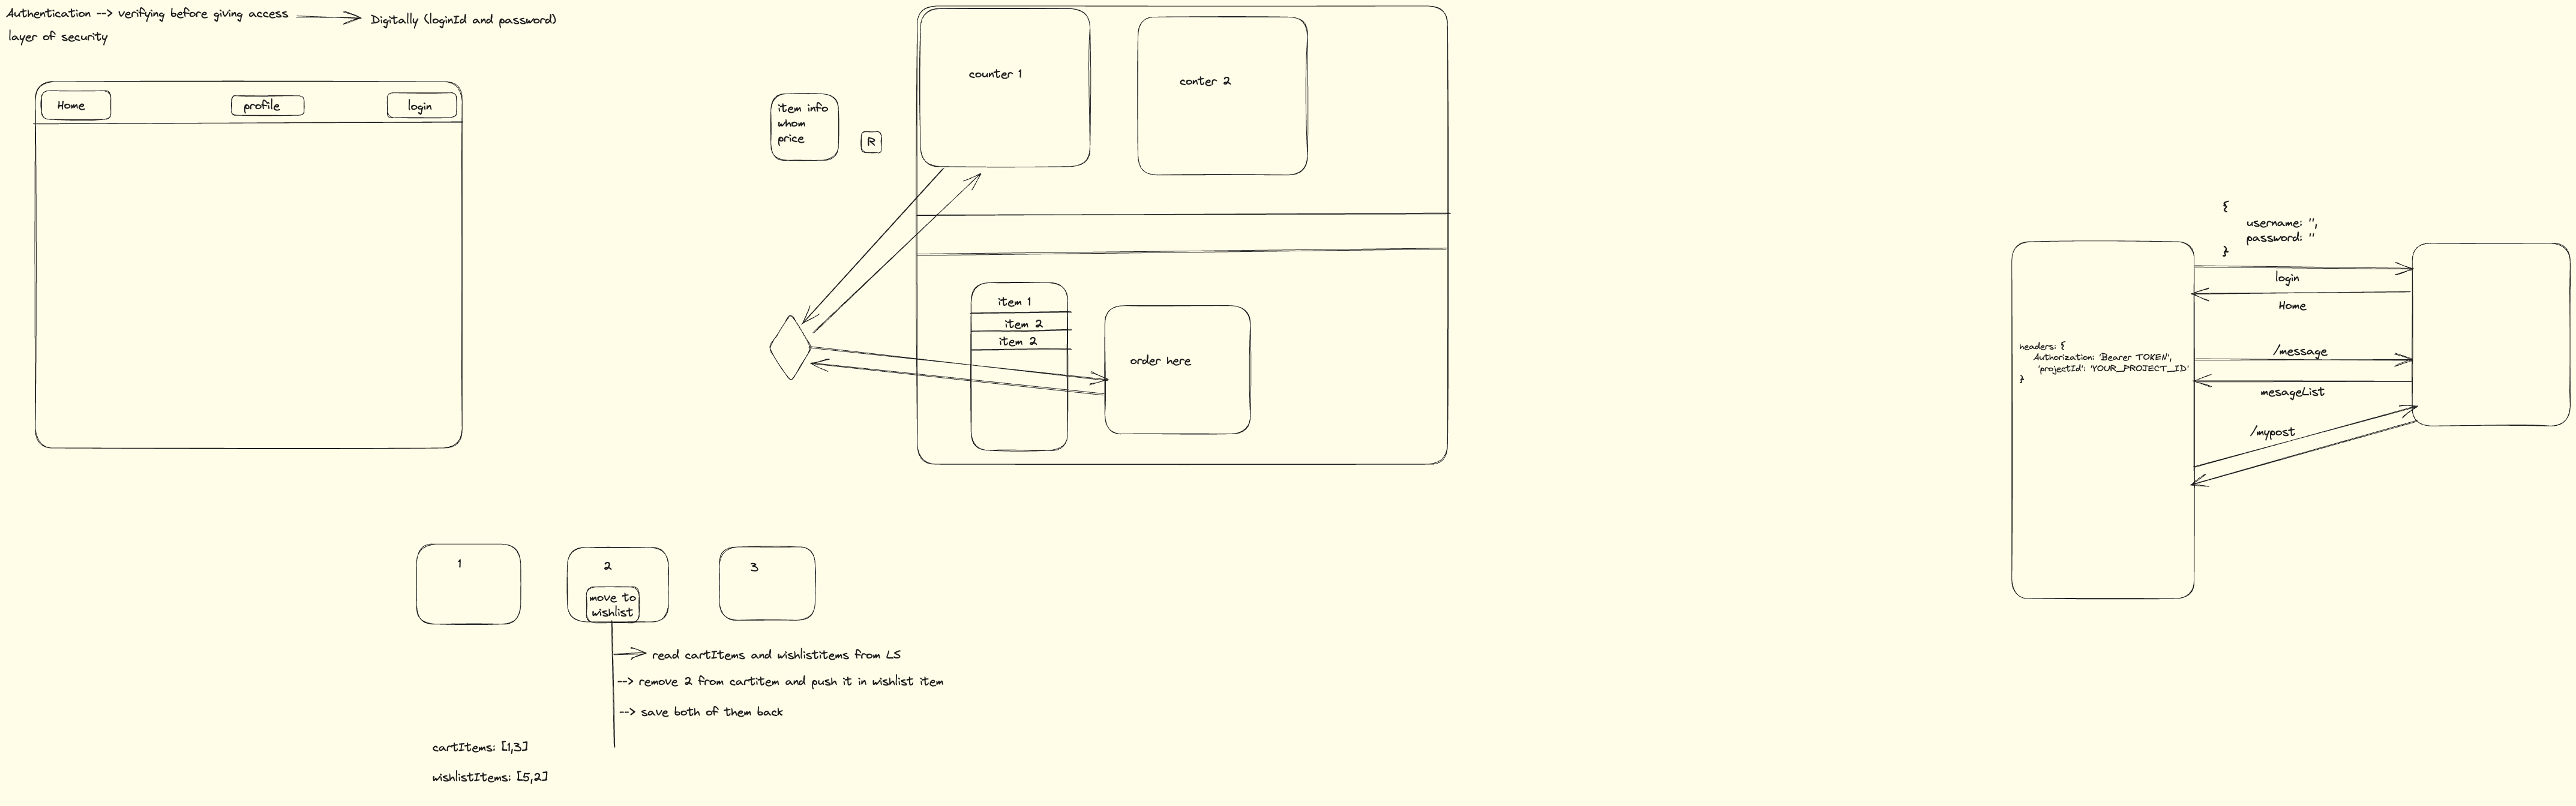 Authentication --> verifying before giving access
Digitally (loginId and password)
layer of security
Home
profile
login
item info
whom
price
R
counter 1
conter 2
item 1
item 2
item 2
order here
{
username: '',
password: ''
}
login
Home
headers: {
Authorization: 'Bearer TOKEN',
'projectId': 'YOUR_PROJECT_ID'
}
/message
mesageList
/mypost
1
2
3
move to
wishlist
read cartItems and wishlistitems from LS
--> remove 2 from cartitem and push it in wishlist item
--> save both of them back
cartItems: [1,3]
wishlistItems: [5,2]